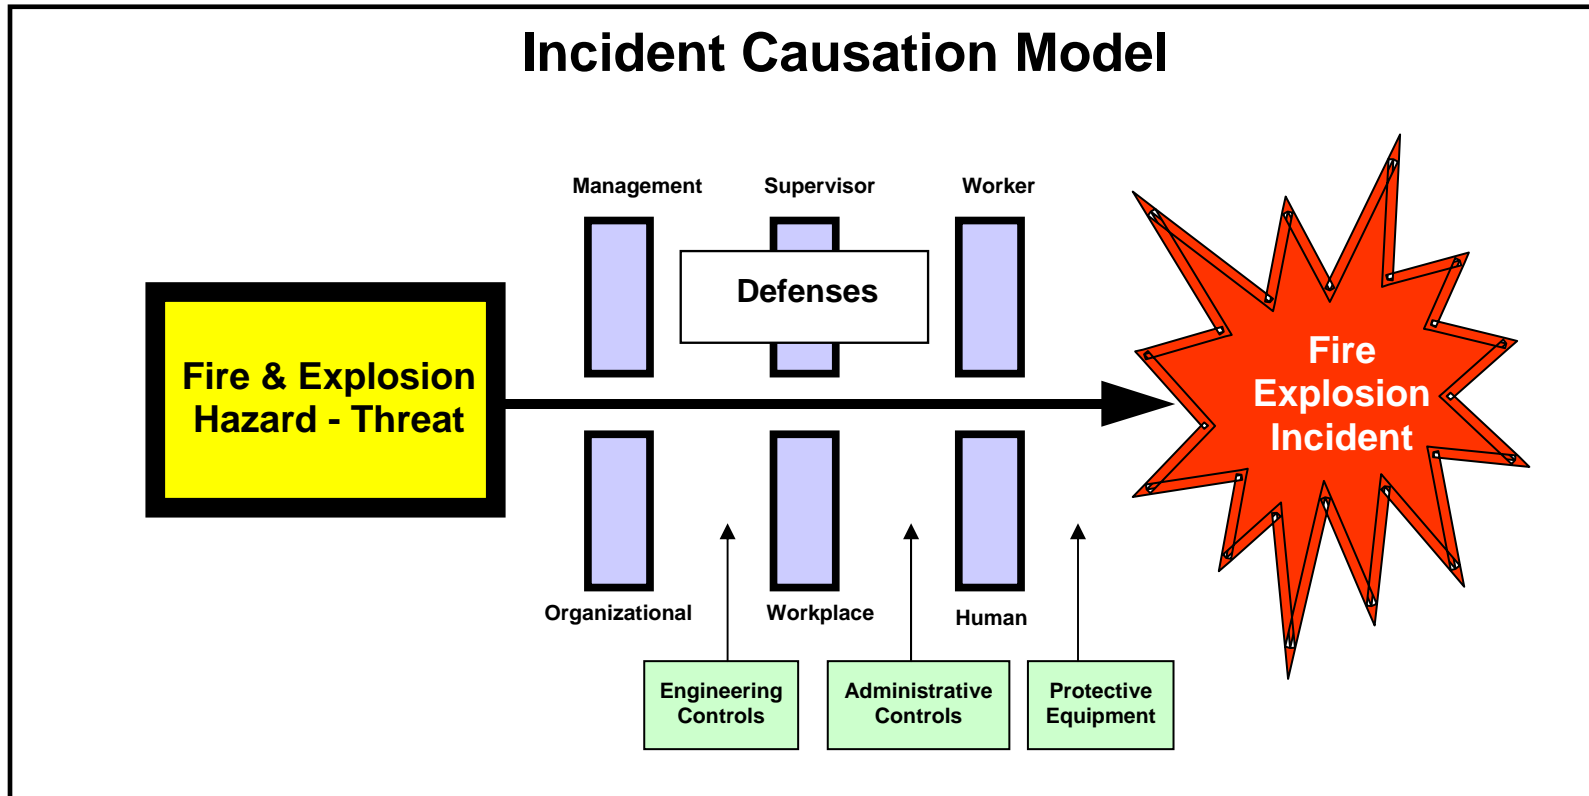 Incident Causation Model
Management
Supervisor
Worker
Defenses
Fire & Explosion
Hazard - Threat
Fire
Explosion
Incident
Organizational
Workplace
Human
Engineering
Controls
Administrative
Controls
Protective
Equipment